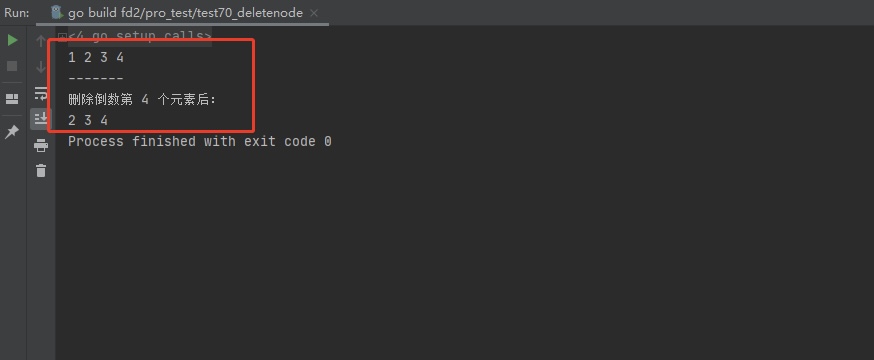 Run: go build fd2/pro_test/test70_deletenode
<4 go setup calls>
1 2 3 4
-------
删除倒数第 4 个元素后:
2 3 4
Process finished with exit code 0